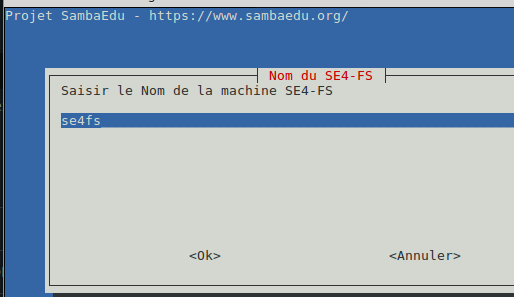 Projet SambaEdu - https://www.sambaedu.org/
Nom du SE4-FS
Saisir le Nom de la machine SE4-FS
se4fs
<Ok> <Annuler>